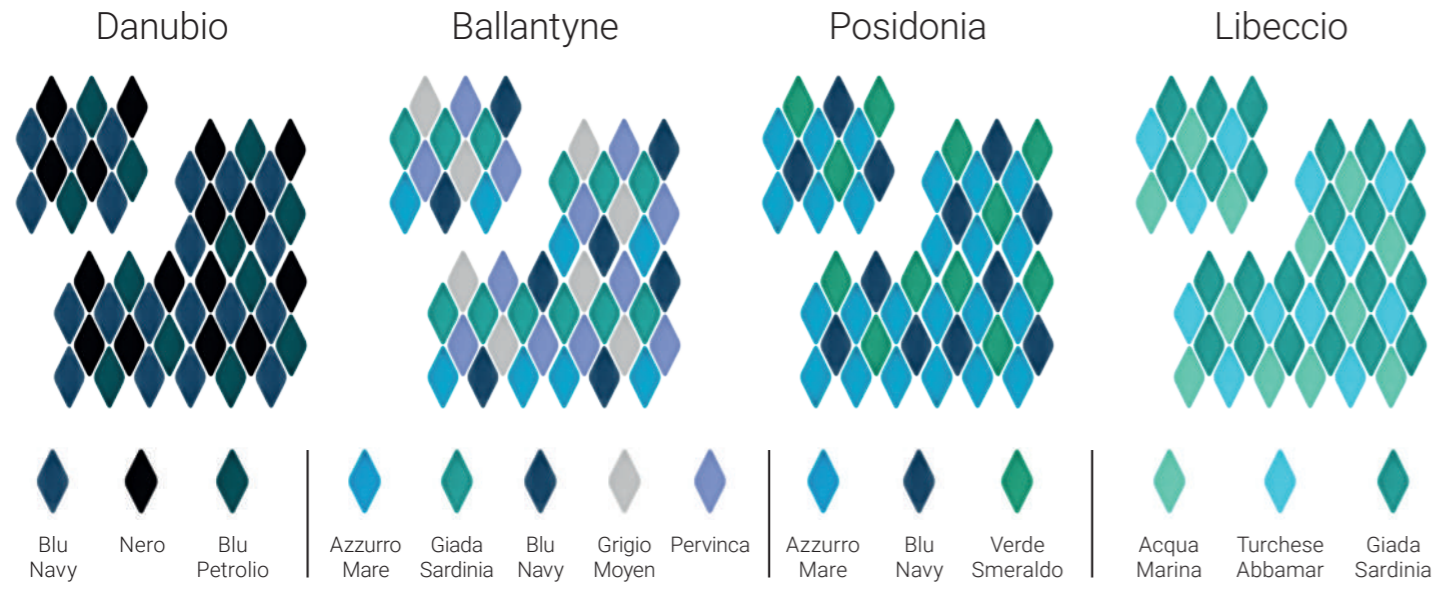 Danubio
Ballantyne
Posidonia
Libeccio
Blu
Navy
Nero
Blu
Petrolio
Azzurro
Mare
Giada
Sardinia
Blu
Navy
Grigio
Moyen
Pervinca
Azzurro
Mare
Blu
Navy
Verde
Smeraldo
Acqua
Marina
Turchese
Abbamar
Giada
Sardinia